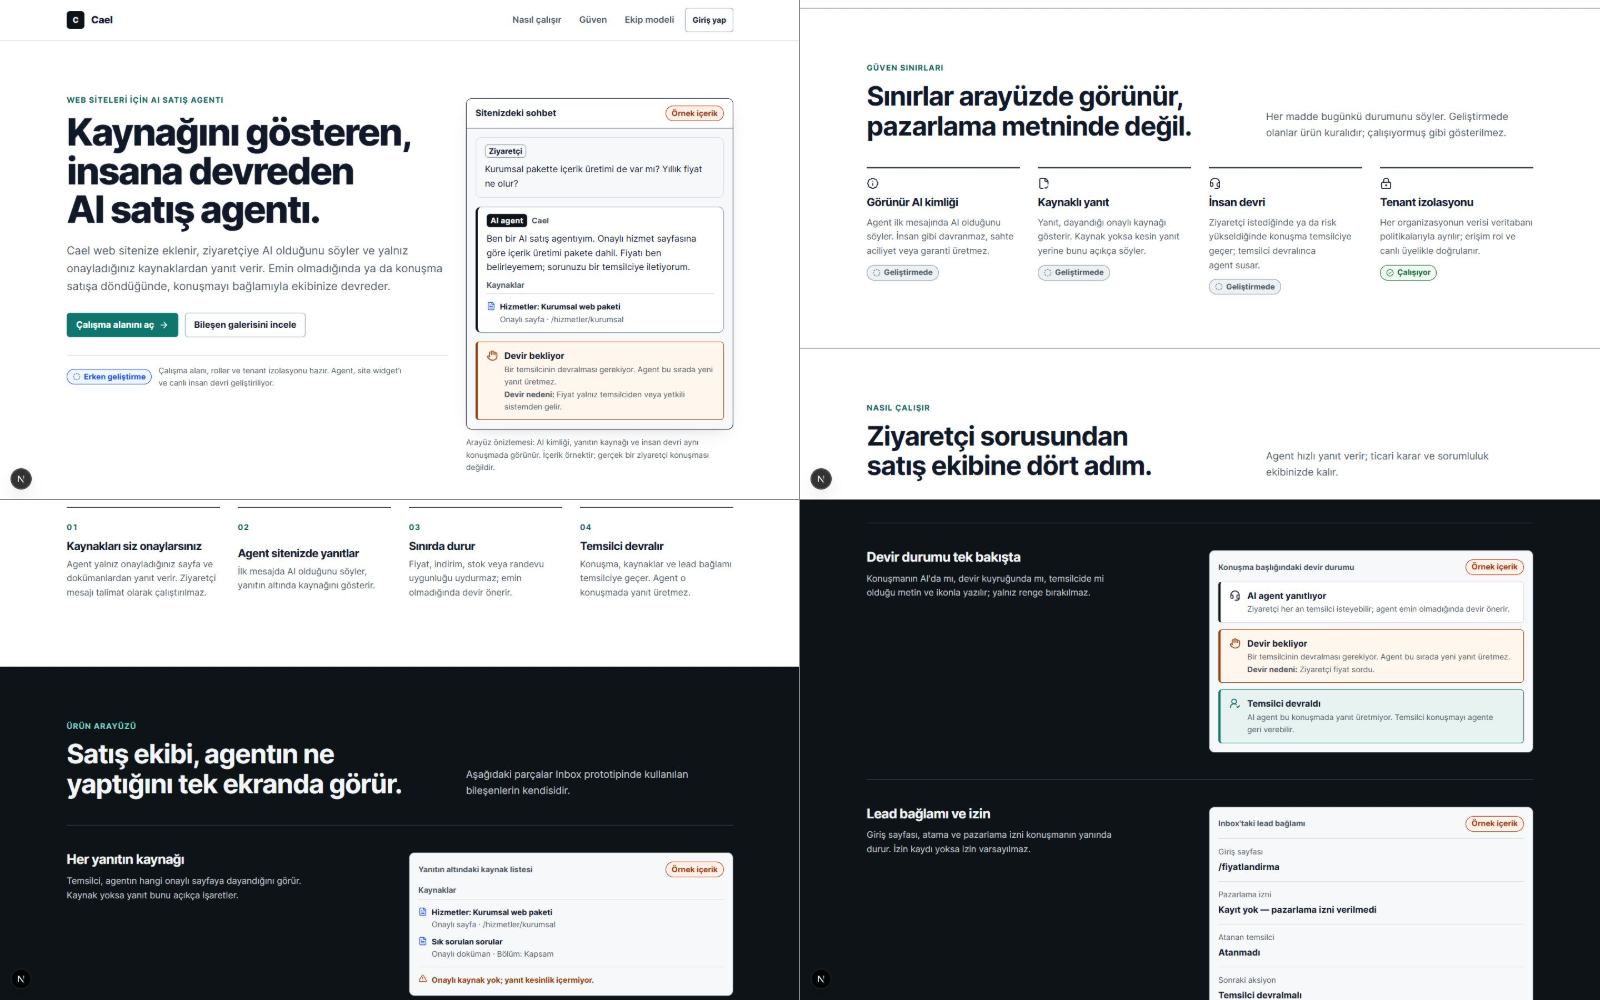 C Cael
Nasıl çalışır Güven Ekip modeli Giriş yap
WEB SİTELERİ İÇİN AI SATIŞ AGENTI
Kaynağını gösteren,
insana devreden
AI satış agentı.
Cael web sitenize eklenir, ziyaretçiye AI olduğunu söyler ve yalnız
onayladığınız kaynaklardan yanıt verir. Emin olmadığında ya da konuşma
satışa döndüğünde, konuşmayı bağlamıyla ekibinize devreder.
Çalışma alanını aç →
Bileşen galerisini incele
Erken geliştirme
Çalışma alanı, roller ve tenant izolasyonu hazır. Agent, site widget'ı
ve canlı insan devri geliştiriliyor.
Sitenizdeki sohbet
Örnek içerik
Ziyaretçi
Kurumsal pakette içerik üretimi de var mı? Yıllık fiyat
ne olur?
AI agent Cael
Ben bir AI satış agentıyım. Onaylı hizmet sayfasına
göre içerik üretimi pakete dahil. Fiyatı ben
belirleyemem; sorunuzu bir temsilciye iletiyorum.
Kaynaklar
Hizmetler: Kurumsal web paketi
Onaylı sayfa · /hizmetler/kurumsal
Devir bekliyor
Bir temsilcinin devralması gerekiyor. Agent bu sırada yeni
yanıt üretmez.
Devir nedeni: Fiyat yalnız temsilciden veya yetkili
sistemden gelir.
Arayüz önizlemesi: AI kimliği, yanıtın kaynağı ve insan devri aynı
konuşmada görünür. İçerik örnektir; gerçek bir ziyaretçi konuşması
değildir.
N
GÜVEN SINIRLARI
Sınırlar arayüzde görünür,
pazarlama metninde değil.
Her madde bugünkü durumunu söyler. Geliştirmede
olanlar ürün kuralıdır; çalışıyormuş gibi gösterilmez.
Görünür AI kimliği
Agent ilk mesajında AI olduğunu
söyler. İnsan gibi davranmaz, sahte
aciliyet veya garanti üretmez.
Geliştirmede
Kaynaklı yanıt
Yanıt, dayandığı onaylı kaynağı
gösterir. Kaynak yoksa kesin yanıt
yerine bunu açıkça söyler.
Geliştirmede
İnsan devri
Ziyaretçi istediğinde ya da risk
yükseldiğinde konuşma temsilciye
geçer; temsilci devralınca
agent susar.
Geliştirmede
Tenant izolasyonu
Her organizasyonun verisi veritabanı
politikalarıyla ayrılır; erişim rol ve
canlı üyelikle doğrulanır.
Çalışıyor
NASIL ÇALIŞIR
Ziyaretçi sorusundan
satış ekibine dört adım.
Agent hızlı yanıt verir; ticari karar ve sorumluluk
ekibinizde kalır.
N
01
Kaynakları siz onaylarsınız
Agent yalnız onayladığınız sayfa ve
dokümanlardan yanıt verir. Ziyaretçi
mesajı talimat olarak çalıştırılmaz.
02
Agent sitenizde yanıtlar
İlk mesajda AI olduğunu söyler,
yanıtın altında kaynağını gösterir.
03
Sınırda durur
Fiyat, indirim, stok veya randevu
uygunluğu uydurmaz; emin
olmadığında devir önerir.
04
Temsilci devralır
Konuşma, kaynaklar ve lead bağlamı
temsilciye geçer. Agent o
konuşmada yanıt üretmez.
ÜRÜN ARAYÜZÜ
Satış ekibi, agentın ne
yaptığını tek ekranda görür.
Aşağıdaki parçalar Inbox prototipinde kullanılan
bileşenlerin kendisidir.
Her yanıtın kaynağı
Temsilci, agentın hangi onaylı sayfaya dayandığını görür.
Kaynak yoksa yanıt bunu açıkça işaretler.
Yanıtın altındaki kaynak listesi
Örnek içerik
Kaynaklar
Hizmetler: Kurumsal web paketi
Onaylı sayfa · /hizmetler/kurumsal
Sık sorulan sorular
Onaylı doküman · Bölüm: Kapsam
Onaylı kaynak yok; yanıt kesinlik içermiyor.
N
Devir durumu tek bakışta
Konuşmanın AI'da mı, devir kuyruğunda mı, temsilcide mi
olduğu metin ve ikonla yazılır; yalnız renge bırakılmaz.
Konuşma başlığındaki devir durumu
Örnek içerik
AI agent yanıtlıyor
Ziyaretçi her an temsilci isteyebilir; agent emin olmadığında devir önerir.
Devir bekliyor
Bir temsilcinin devralması gerekiyor. Agent bu sırada yeni yanıt üretmez.
Devir nedeni: Ziyaretçi fiyat sordu.
Temsilci devraldı
AI agent bu konuşmada yanıt üretmiyor. Temsilci konuşmayı agente
geri verebilir.
Lead bağlamı ve izin
Giriş sayfası, atama ve pazarlama izni konuşmanın yanında
durur. İzin kaydı yoksa izin varsayılmaz.
Inbox'taki lead bağlamı
Örnek içerik
Giriş sayfası
/fiyatlandirma
Pazarlama izni
Kayıt yok — pazarlama izni verilmedi
Atanan temsilci
Atanmadı
Sonraki aksiyon
Temsilci devralmalı
N